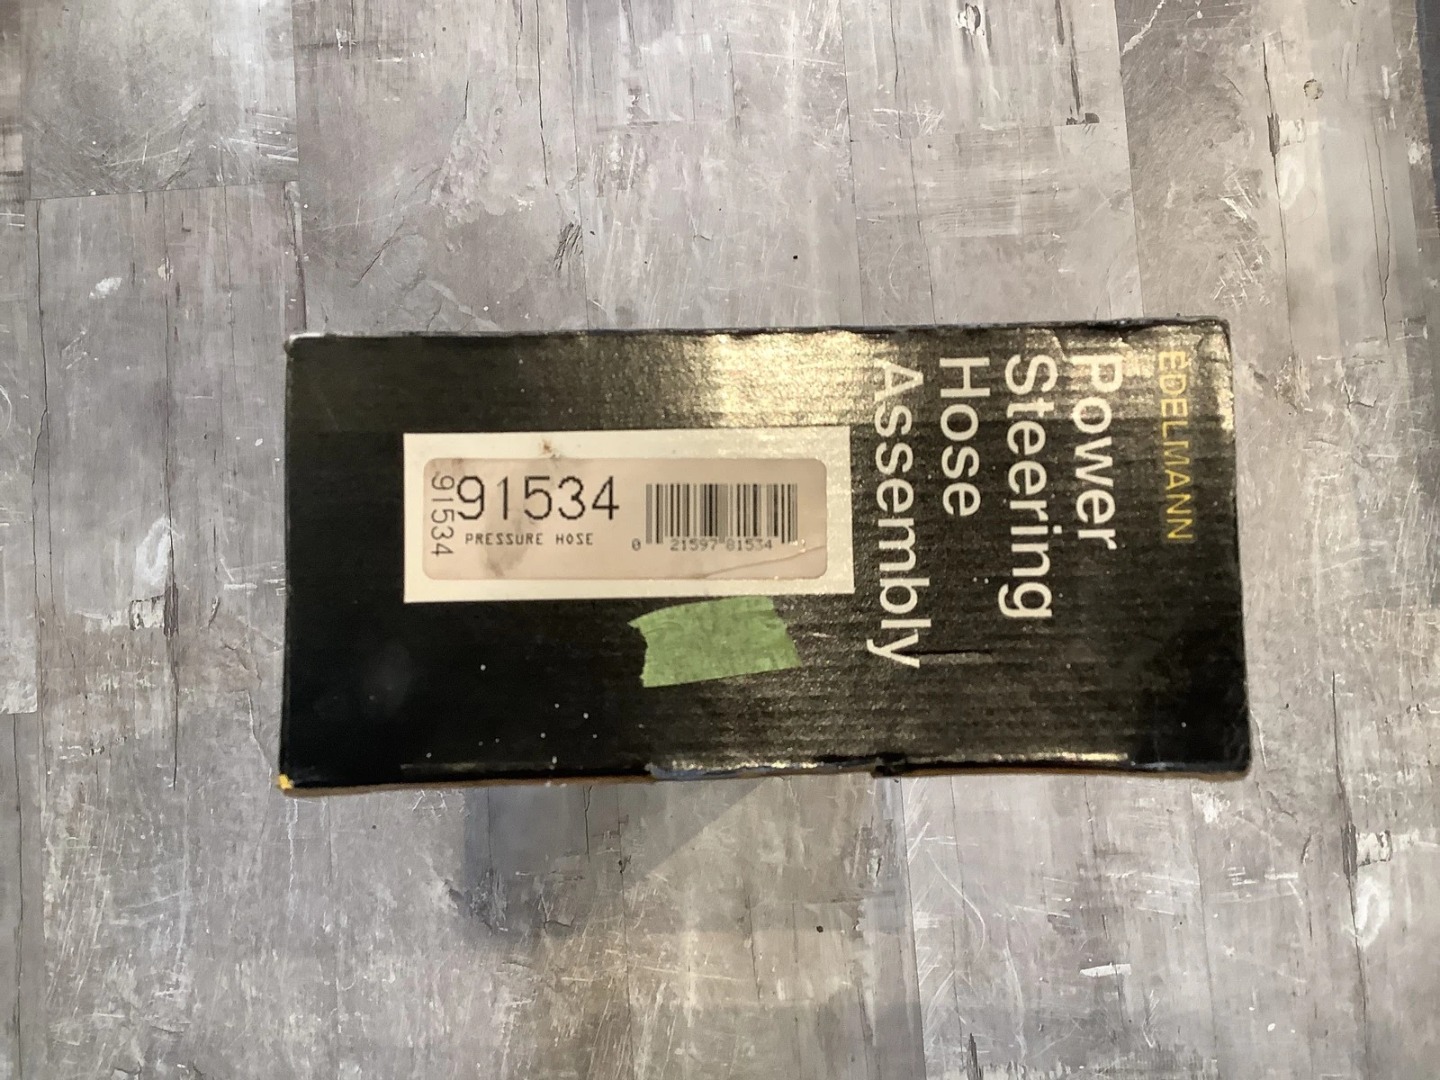 EDELMANN
Power
Steering
Hose
Assembly
91534
91534
PRESSURE HOSE
0 21597 81534